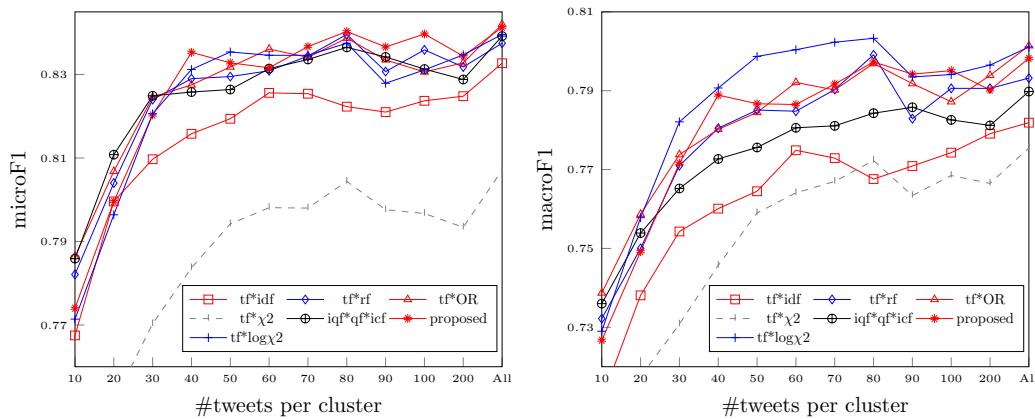 0.83
0.81
0.79
0.77
microF1
10 20 30 40 50 60 70 80 90 100 200 All
#tweets per cluster
tf*idf tf*rf tf*OR
tf*χ2 iqf*qf*icf proposed
tf*logχ2
0.81
0.79
0.77
0.75
0.73
macroF1
10 20 30 40 50 60 70 80 90 100 200 All
#tweets per cluster
tf*idf tf*rf tf*OR
tf*χ2 iqf*qf*icf proposed
tf*logχ2